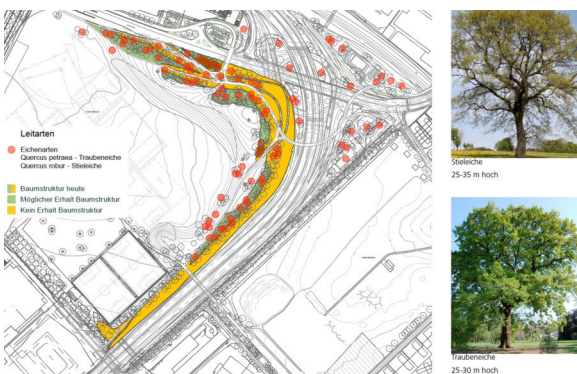 Leitarten
Eichenarten
Quercus petraea - Traubeneiche
Quercus robur - Stieleiche
Baumstruktur heute
Möglicher Erhalt Baumstruktur
Kein Erhalt Baumstruktur
Stieleiche
25-35 m hoch
Traubeneiche
25-30 m hoch